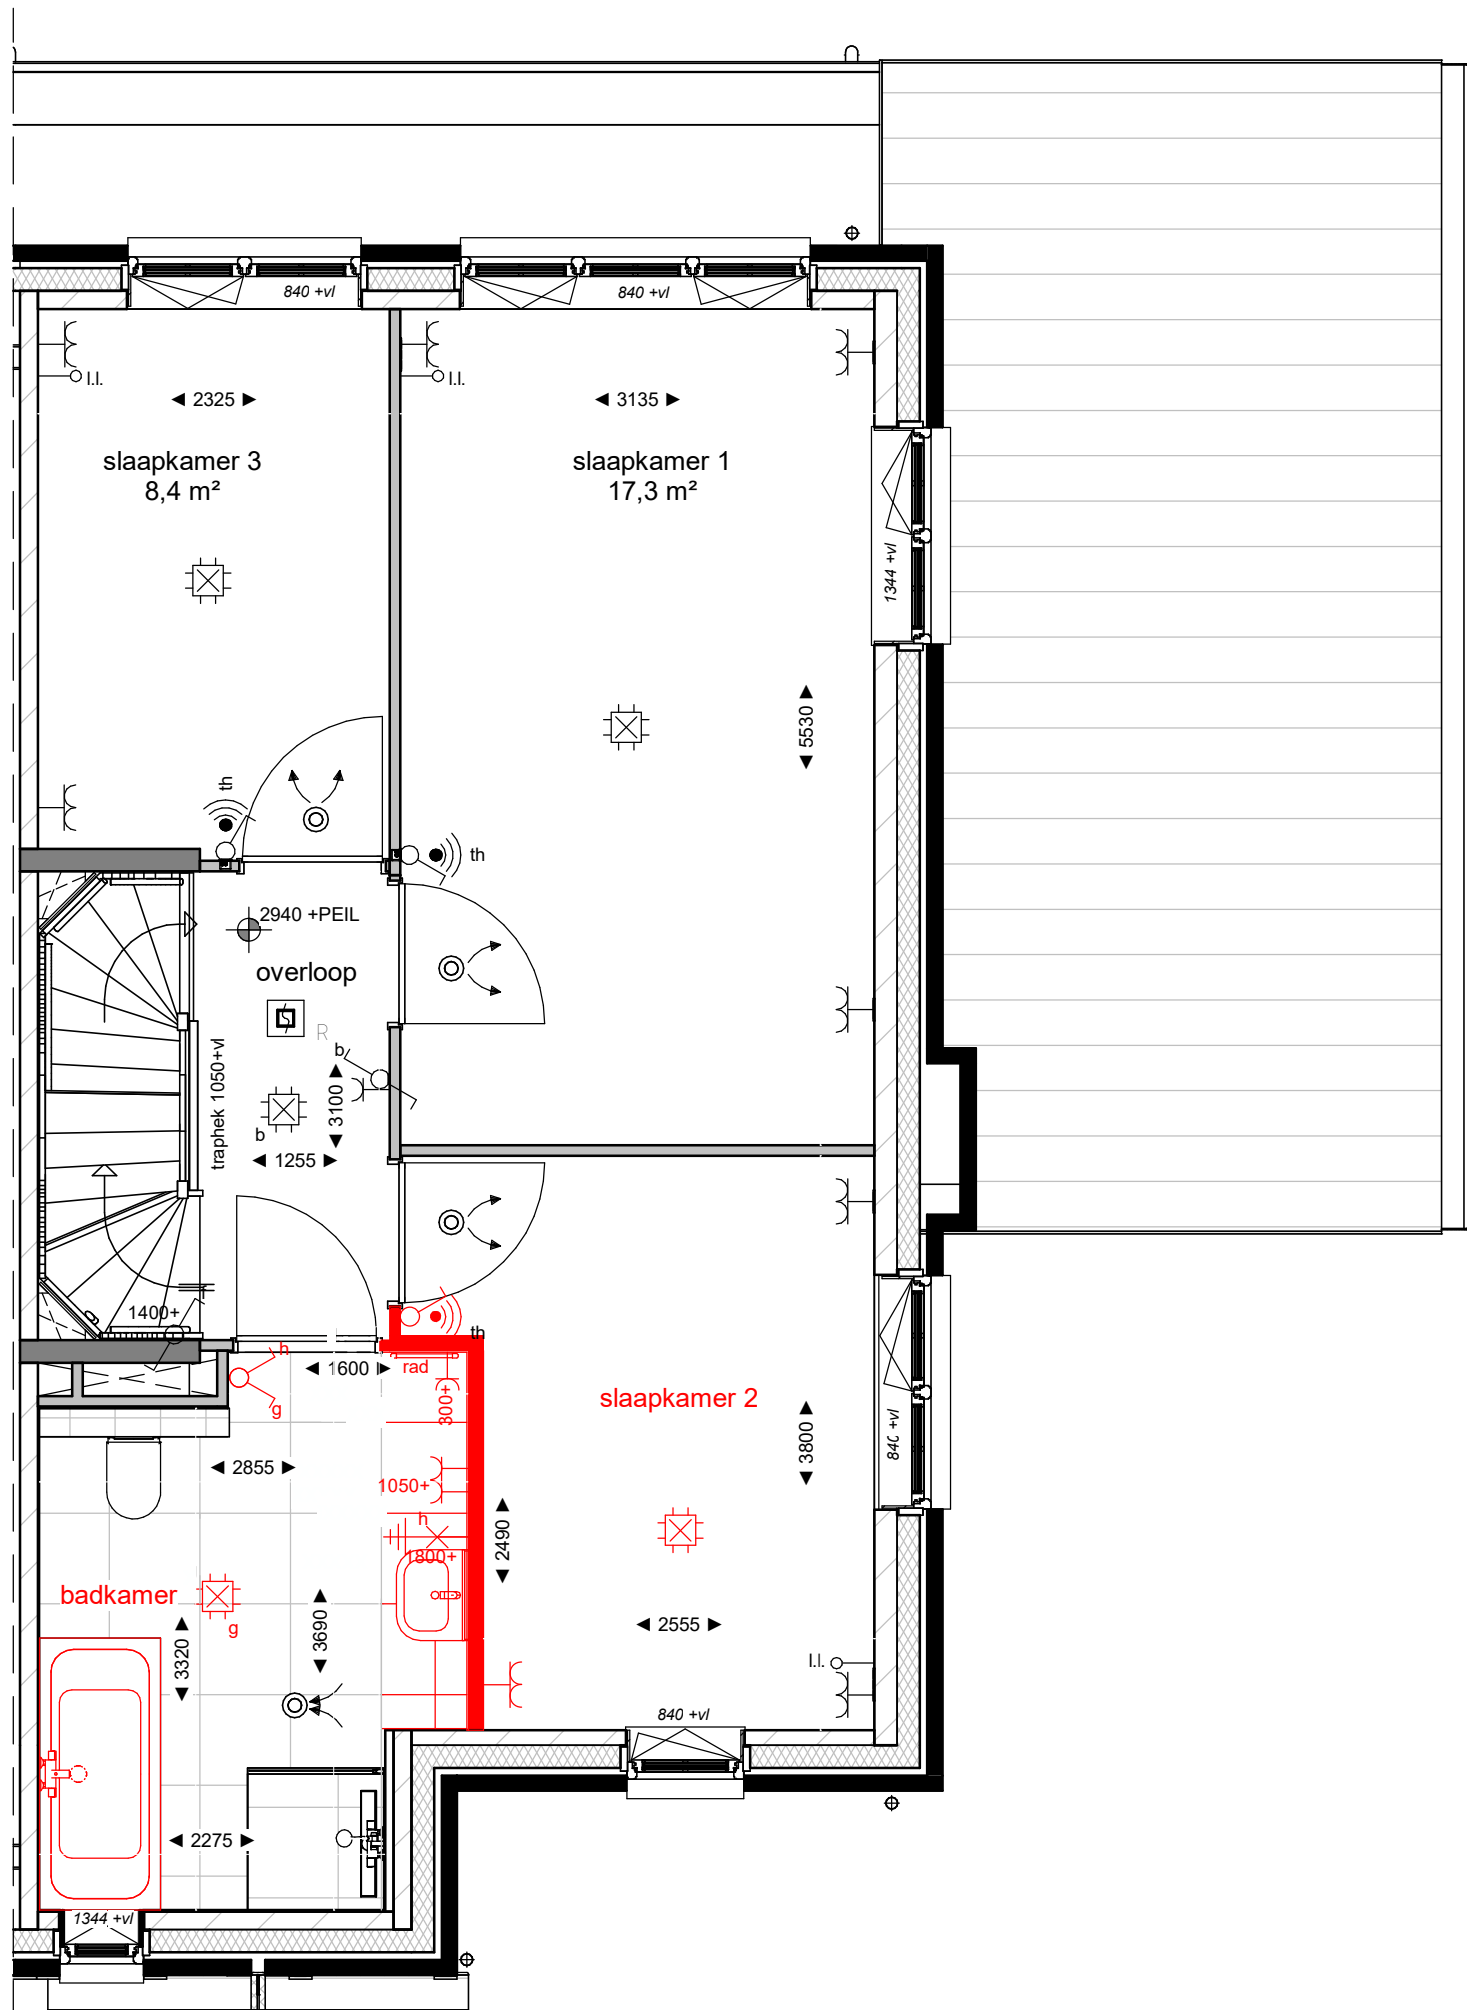 840 +vl
840 +vl
l.l.
l.l.
◄ 2325 ►
◄ 3135 ►
slaapkamer 3
8,4 m²
slaapkamer 1
17,3 m²
1344 +vl
◄ 5530 ►
th
th
2940 +PEIL
overloop
R
traphek 1050+vl
b
◄ 3100 ►
b
◄ 1255 ►
1400+
th
h
◄ 1600 ►
rad
g
300+
slaapkamer 2
◄ 3800 ►
840 +vl
◄ 2855 ►
1050+
h
1800+
◄ 2490 ►
badkamer
g
◄ 3690 ►
◄ 3320 ►
◄ 2555 ►
l.l.
840 +vl
◄ 2275 ►
1344 +vl